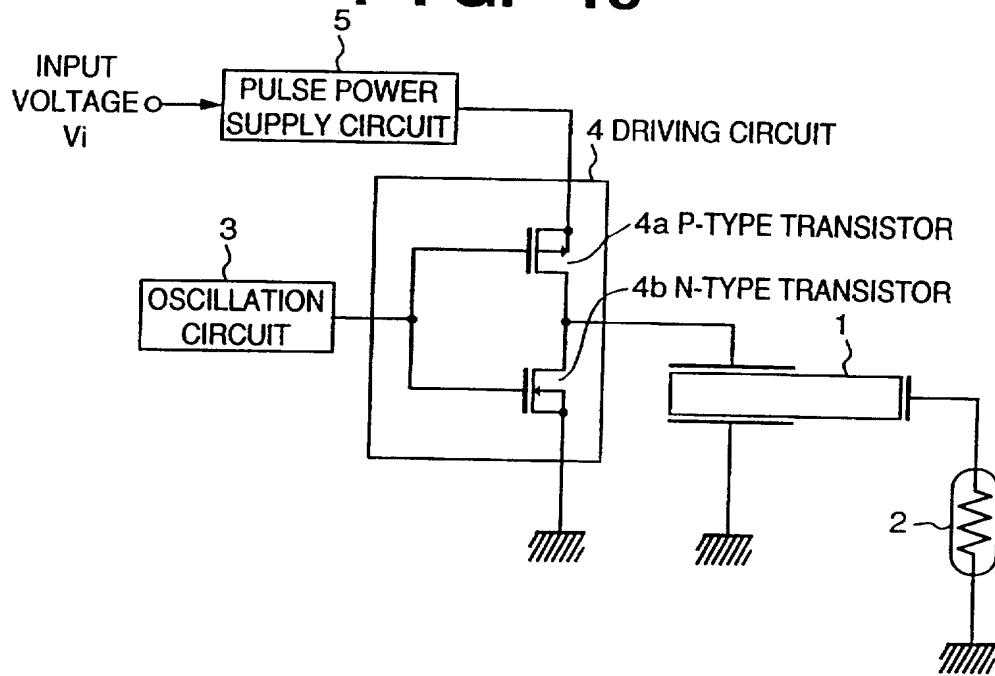 5
INPUT
VOLTAGE
Vi
PULSE POWER
SUPPLY CIRCUIT
4 DRIVING CIRCUIT
3
4a P-TYPE TRANSISTOR
OSCILLATION
CIRCUIT
4b N-TYPE TRANSISTOR
1
2